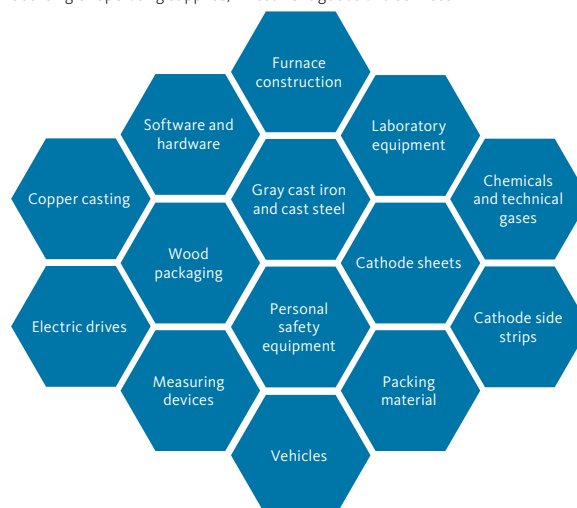 Furnace
construction
Software and
hardware
Laboratory
equipment
Copper casting
Gray cast iron
and cast steel
Chemicals
and technical
gases
Wood
packaging
Cathode sheets
Electric drives
Personal
safety
equipment
Cathode side
strips
Measuring
devices
Packing
material
Vehicles